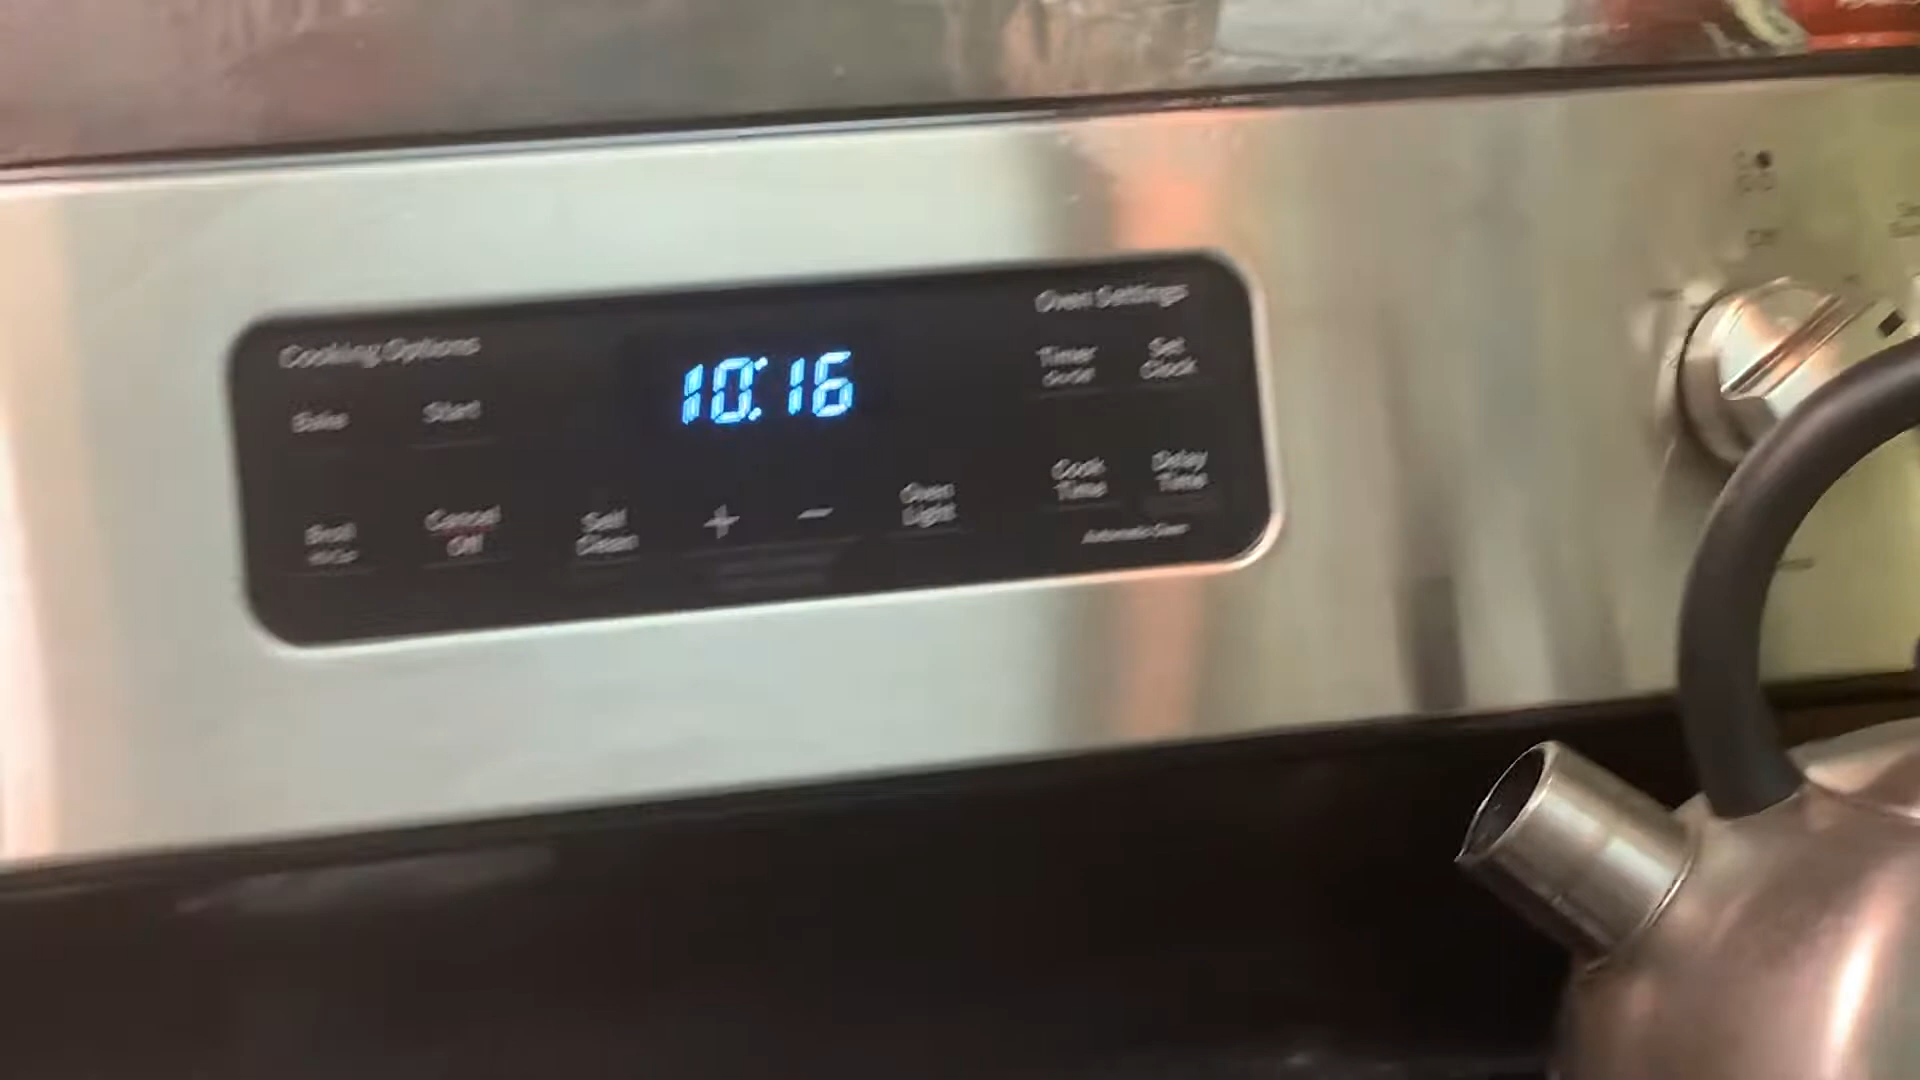 Cooking Options
Bake
Start
Broil
Hi/Lo
Cancel
Off
Self
Clean
+
-
10:16
Oven
Light
Oven Settings
Timer
On/Off
Set
Clock
Cook
Time
Delay
Time
Automatic Oven
Off